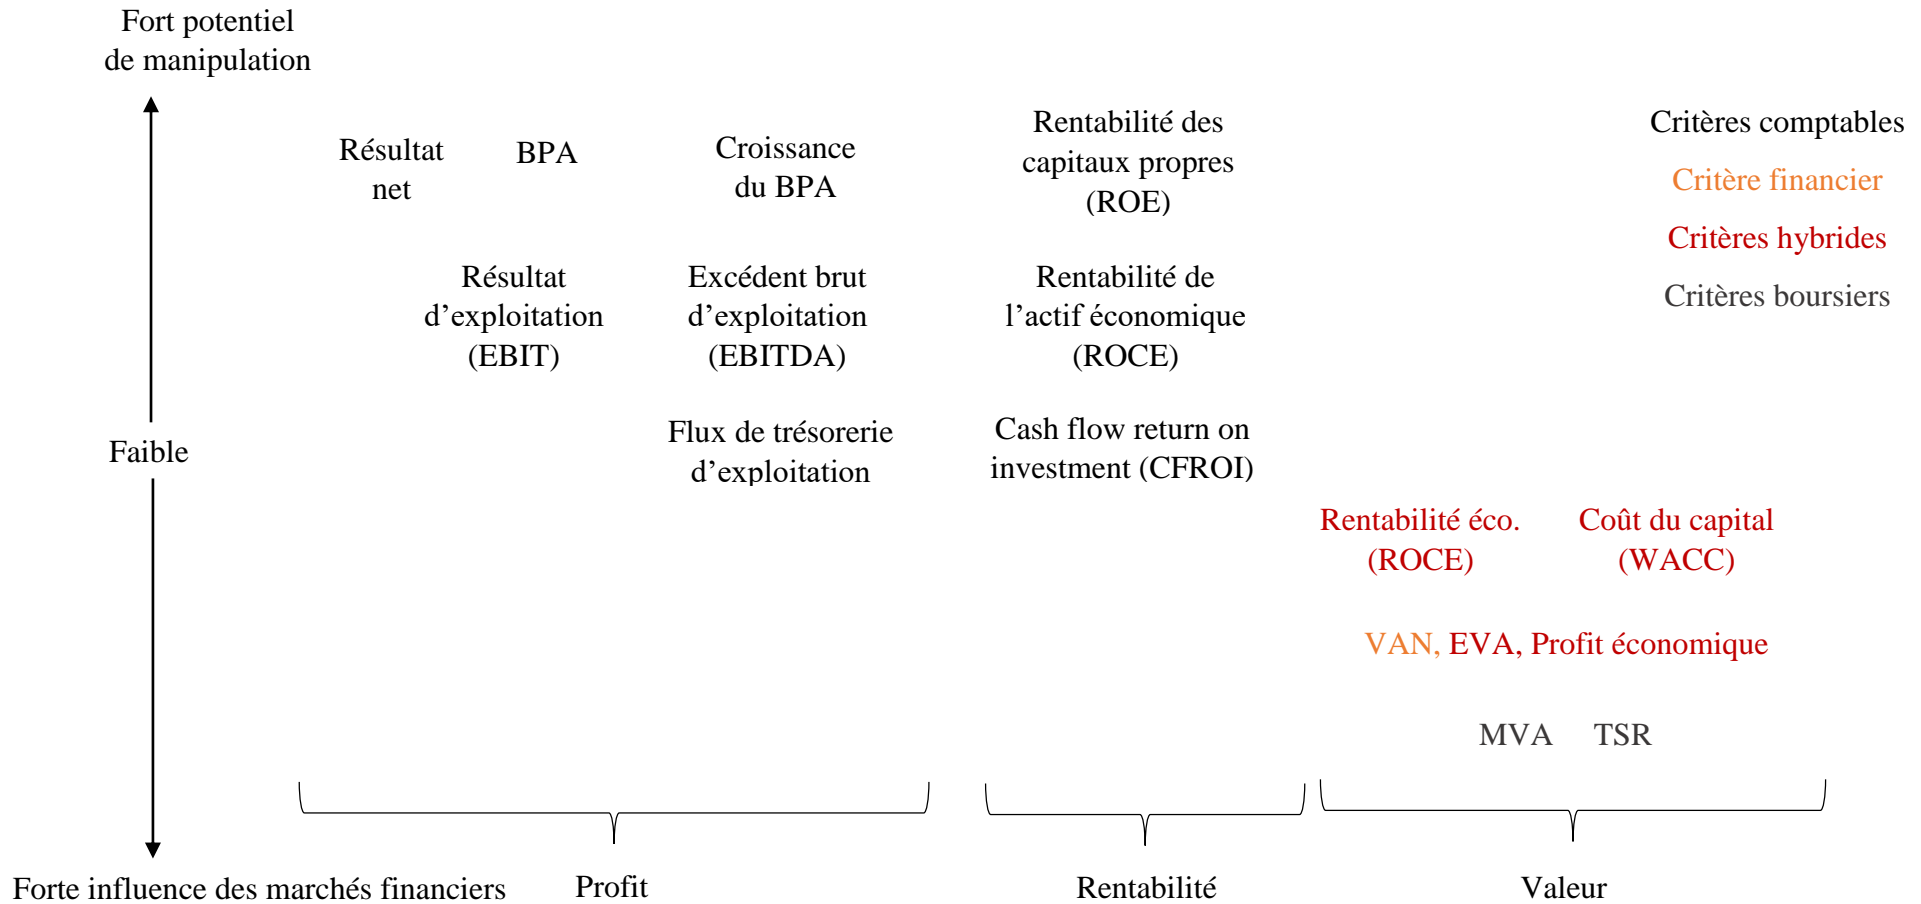 Fort potentiel
de manipulation
Résultat
net
BPA
Croissance
du BPA
Rentabilité des
capitaux propres
(ROE)
Critères comptables
Critère financier
Critères hybrides
Critères boursiers
Résultat
d’exploitation
(EBIT)
Excédent brut
d’exploitation
(EBITDA)
Rentabilité de
l’actif économique
(ROCE)
Faible
Flux de trésorerie
d’exploitation
Cash flow return on
investment (CFROI)
Rentabilité éco.
(ROCE)
Coût du capital
(WACC)
VAN, EVA, Profit économique
MVA TSR
Forte influence des marchés financiers
Profit
Rentabilité
Valeur